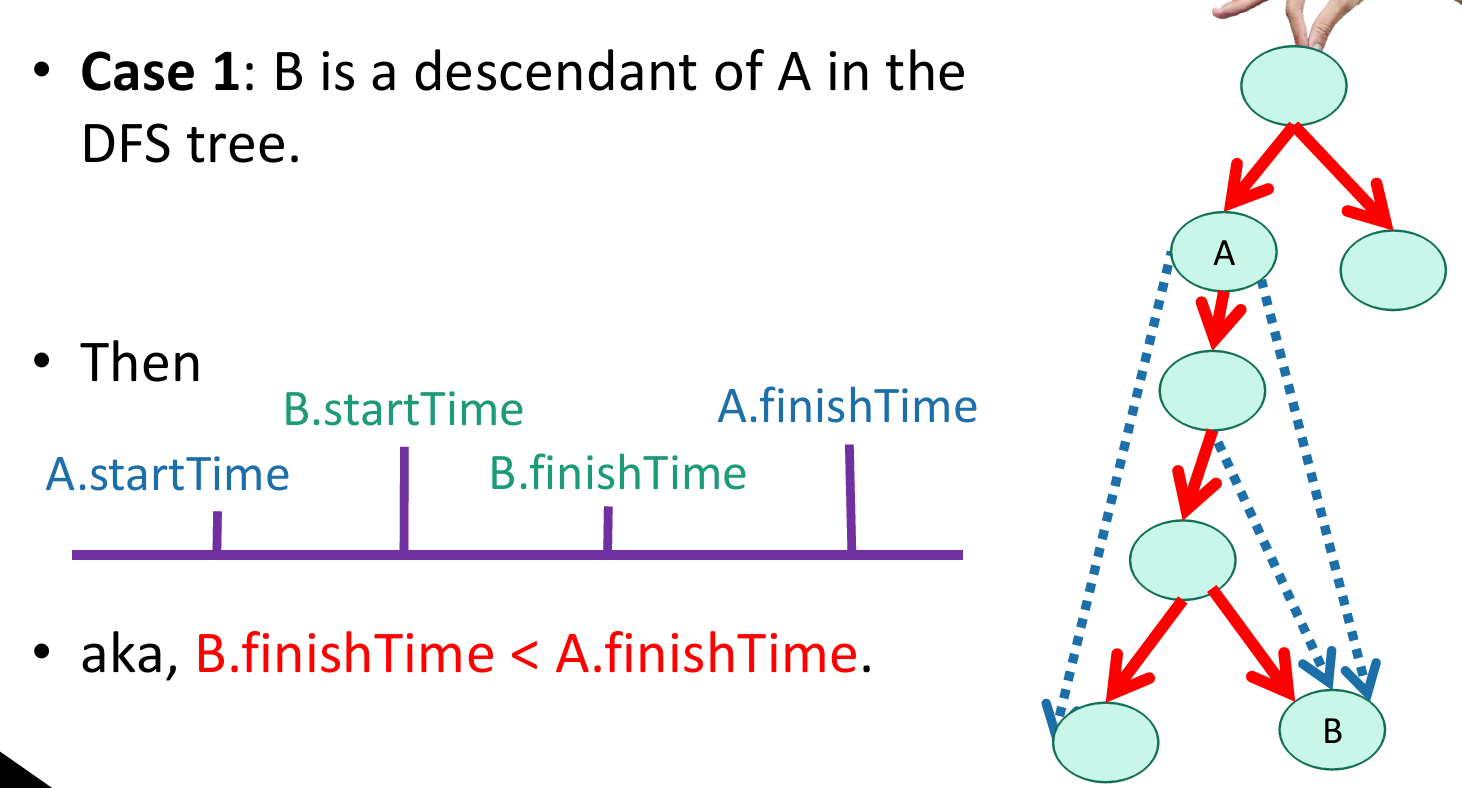 • Case 1: B is a descendant of A in the
DFS tree.
• Then
B.startTime
A.finishTime
A.startTime
B.finishTime
• aka, B.finishTime < A.finishTime.
A
B